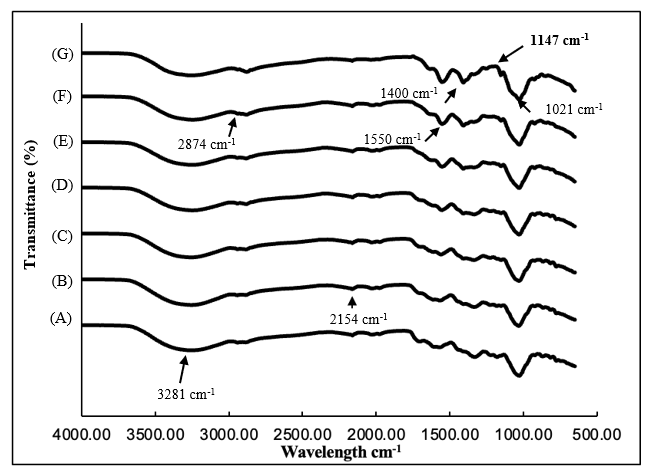 (G)
1147 cm-1
1400 cm-1
(F)
1021 cm-1
2874 cm-1
1550 cm-1
(E)
(D)
(C)
(B)
2154 cm-1
(A)
3281 cm-1
Transmittance (%)
4000.00 3500.00 3000.00 2500.00 2000.00 1500.00 1000.00 500.00
Wavelength cm-1